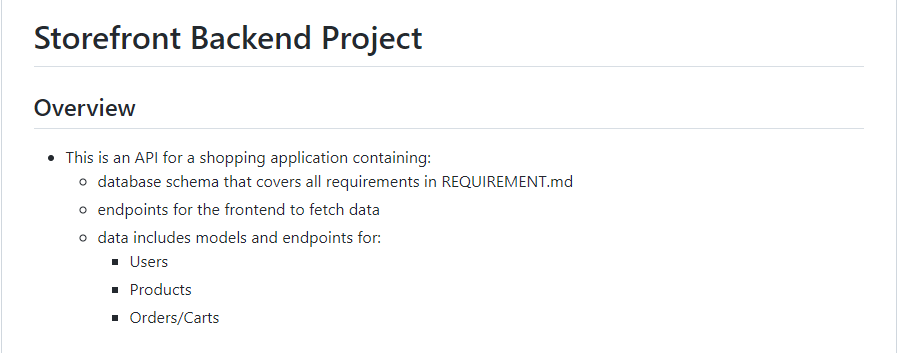 Storefront Backend Project
Overview
This is an API for a shopping application containing:
database schema that covers all requirements in REQUIREMENT.md
endpoints for the frontend to fetch data
data includes models and endpoints for:
Users
Products
Orders/Carts